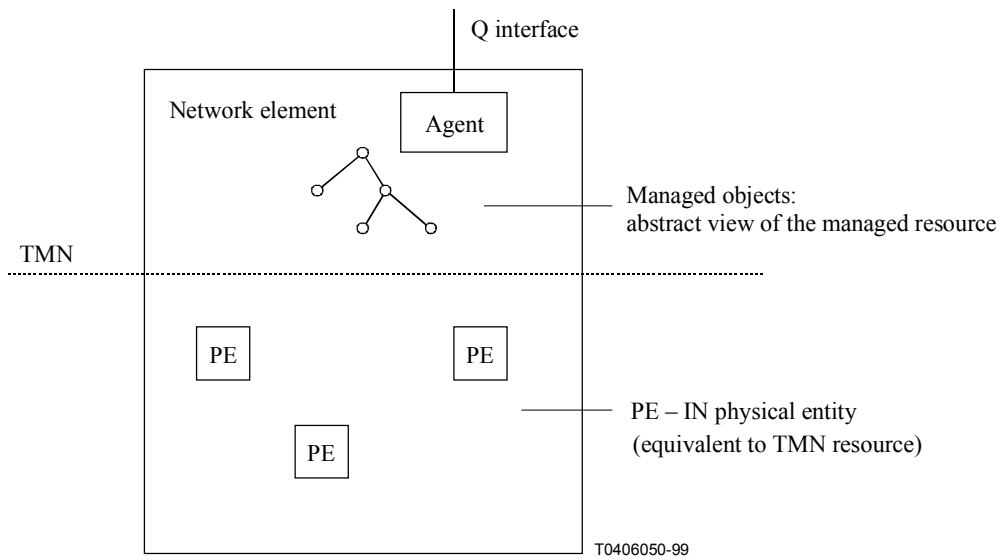 Q interface
Network element
Agent
Managed objects:
abstract view of the managed resource
TMN
PE
PE
PE – IN physical entity
(equivalent to TMN resource)
PE
T0406050-99